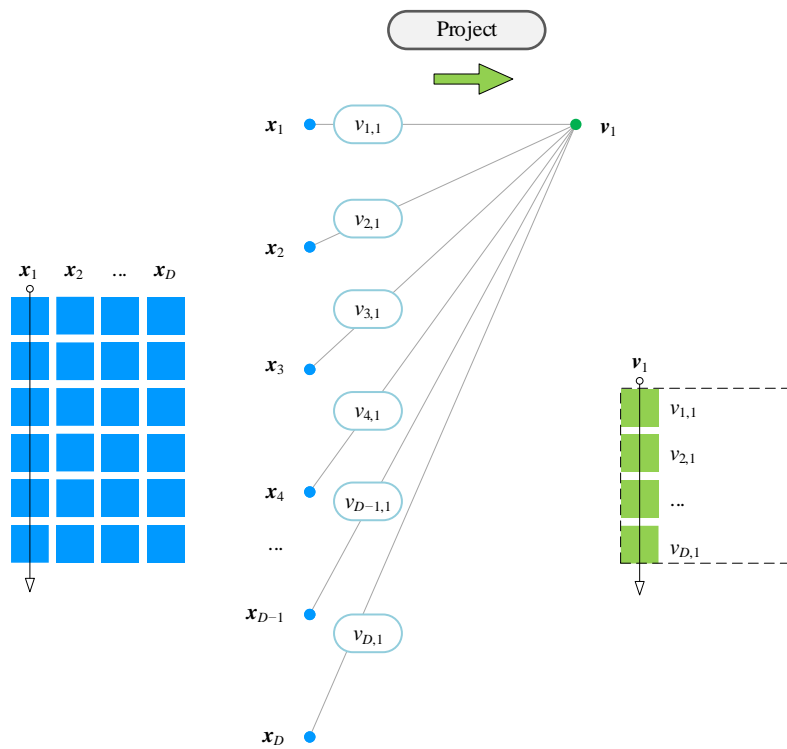 Project
x1 v1,1 v1
x2 v2,1
x3 v3,1
x4 v4,1
...
xD−1 vD−1,1
xD vD,1
x1 x2 ... xD
v1
v1,1
v2,1
...
vD,1